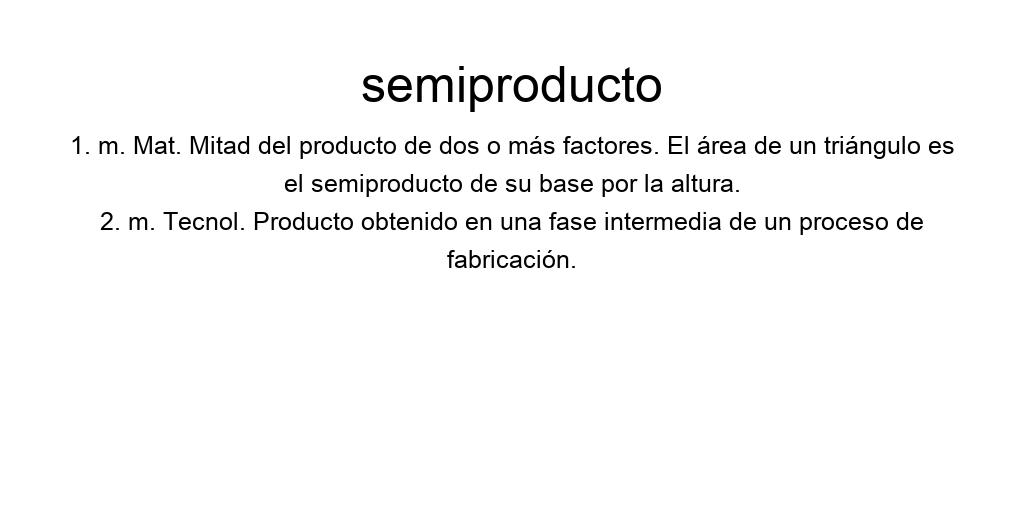 semiproducto
1. m. Mat. Mitad del producto de dos o más factores. El área de un triángulo es
el semiproducto de su base por la altura.
2. m. Tecnol. Producto obtenido en una fase intermedia de un proceso de
fabricación.